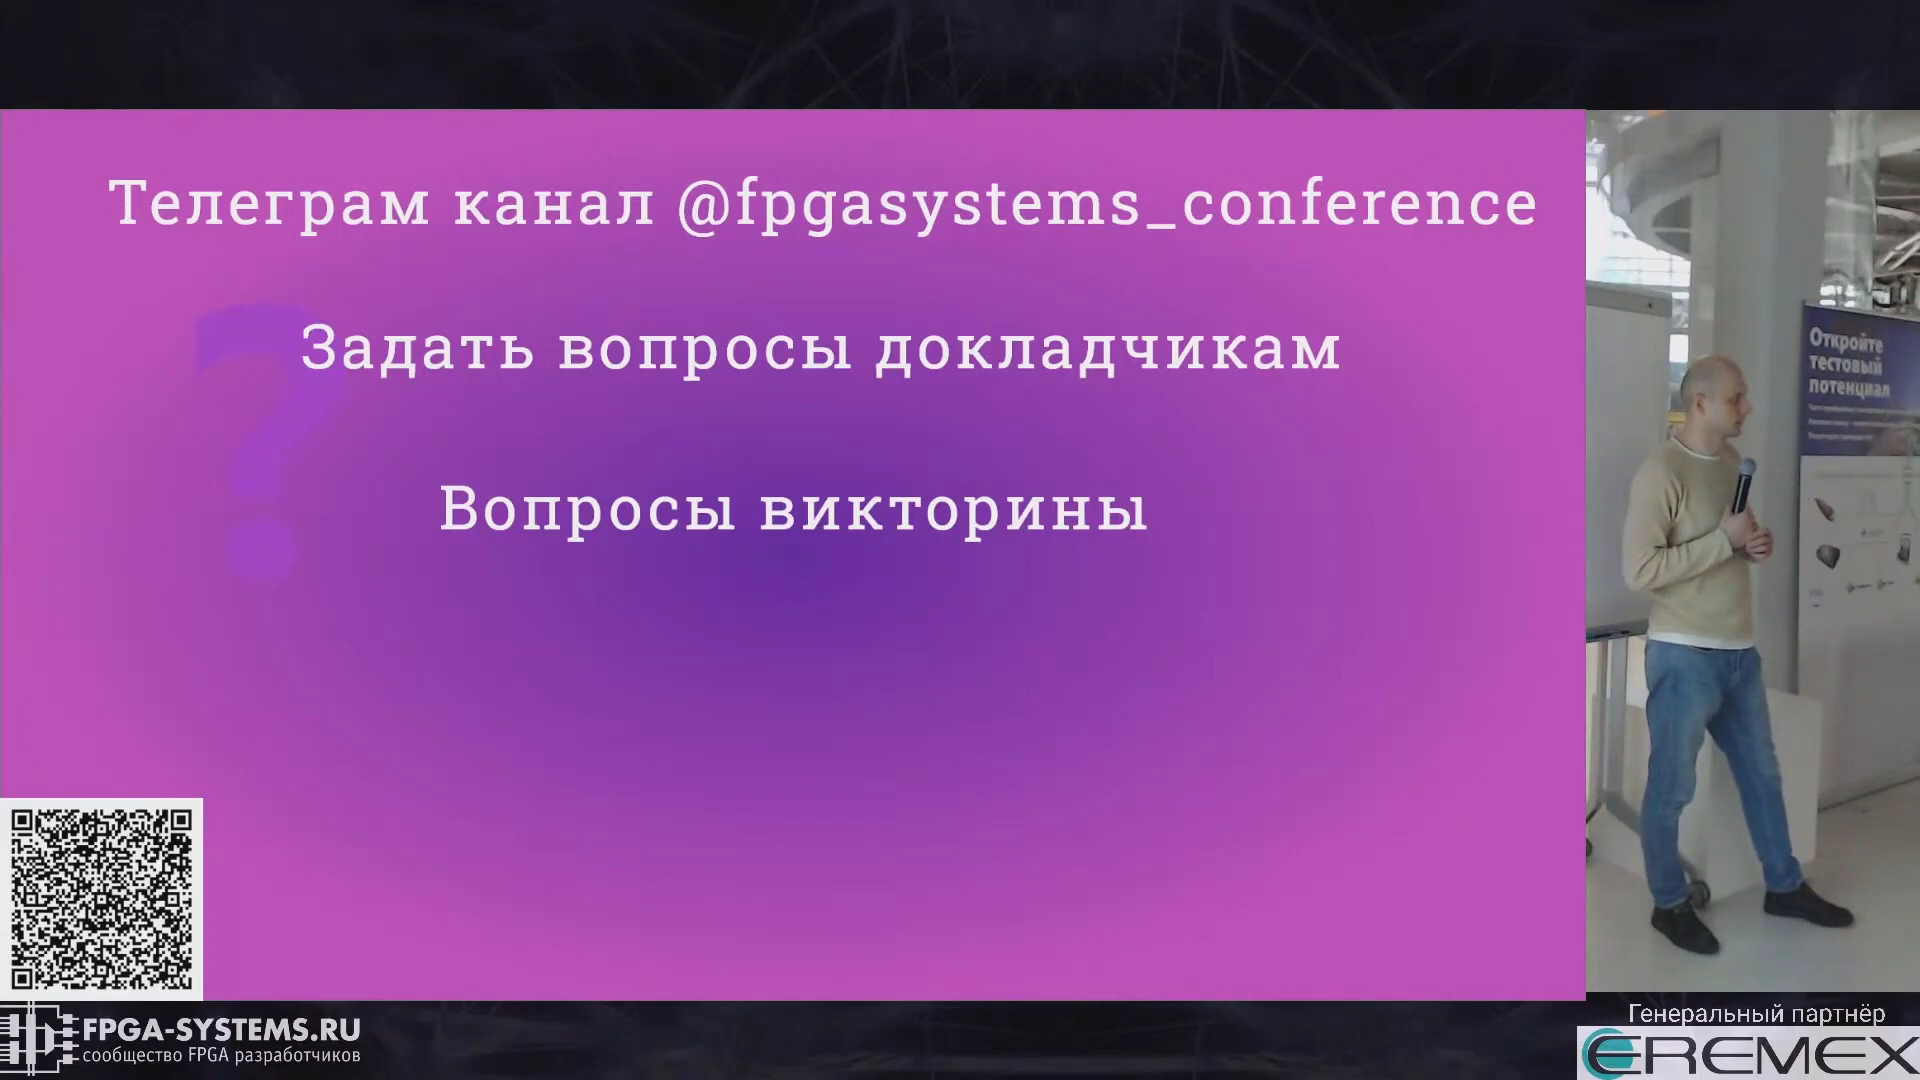 Телеграм канал @fpgasystems_conference
Задать вопросы докладчикам
?
Вопросы викторины
Откройте
тестовый
потенциал
FPGA-SYSTEMS.RU
сообщество FPGA разработчиков
Генеральный партнёр
EREMEX